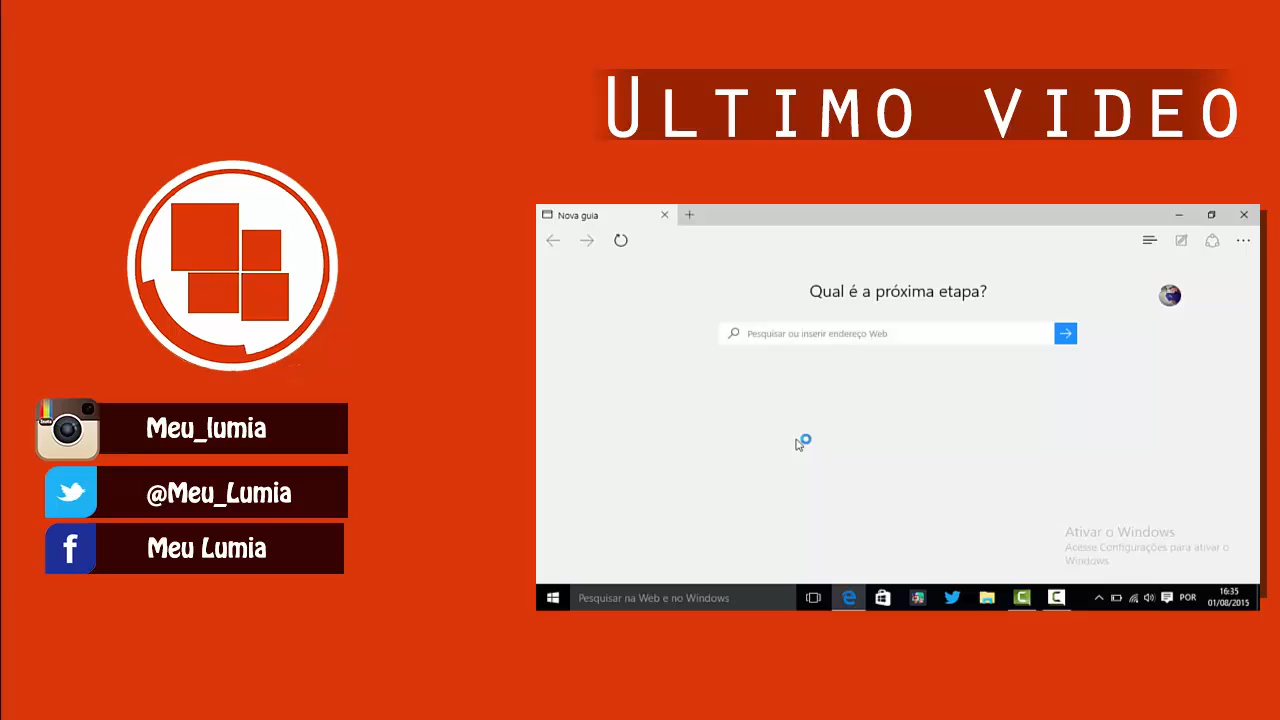 ULTIMO VIDEO
Nova guia
Qual é a próxima etapa?
Pesquisar ou inserir endereço Web
Meu_lumia
@Meu_Lumia
f
Meu Lumia
Ativar o Windows
Acesse Configurações para ativar o
Windows.
Pesquisar na Web e no Windows
POR
16:35
01/08/2015